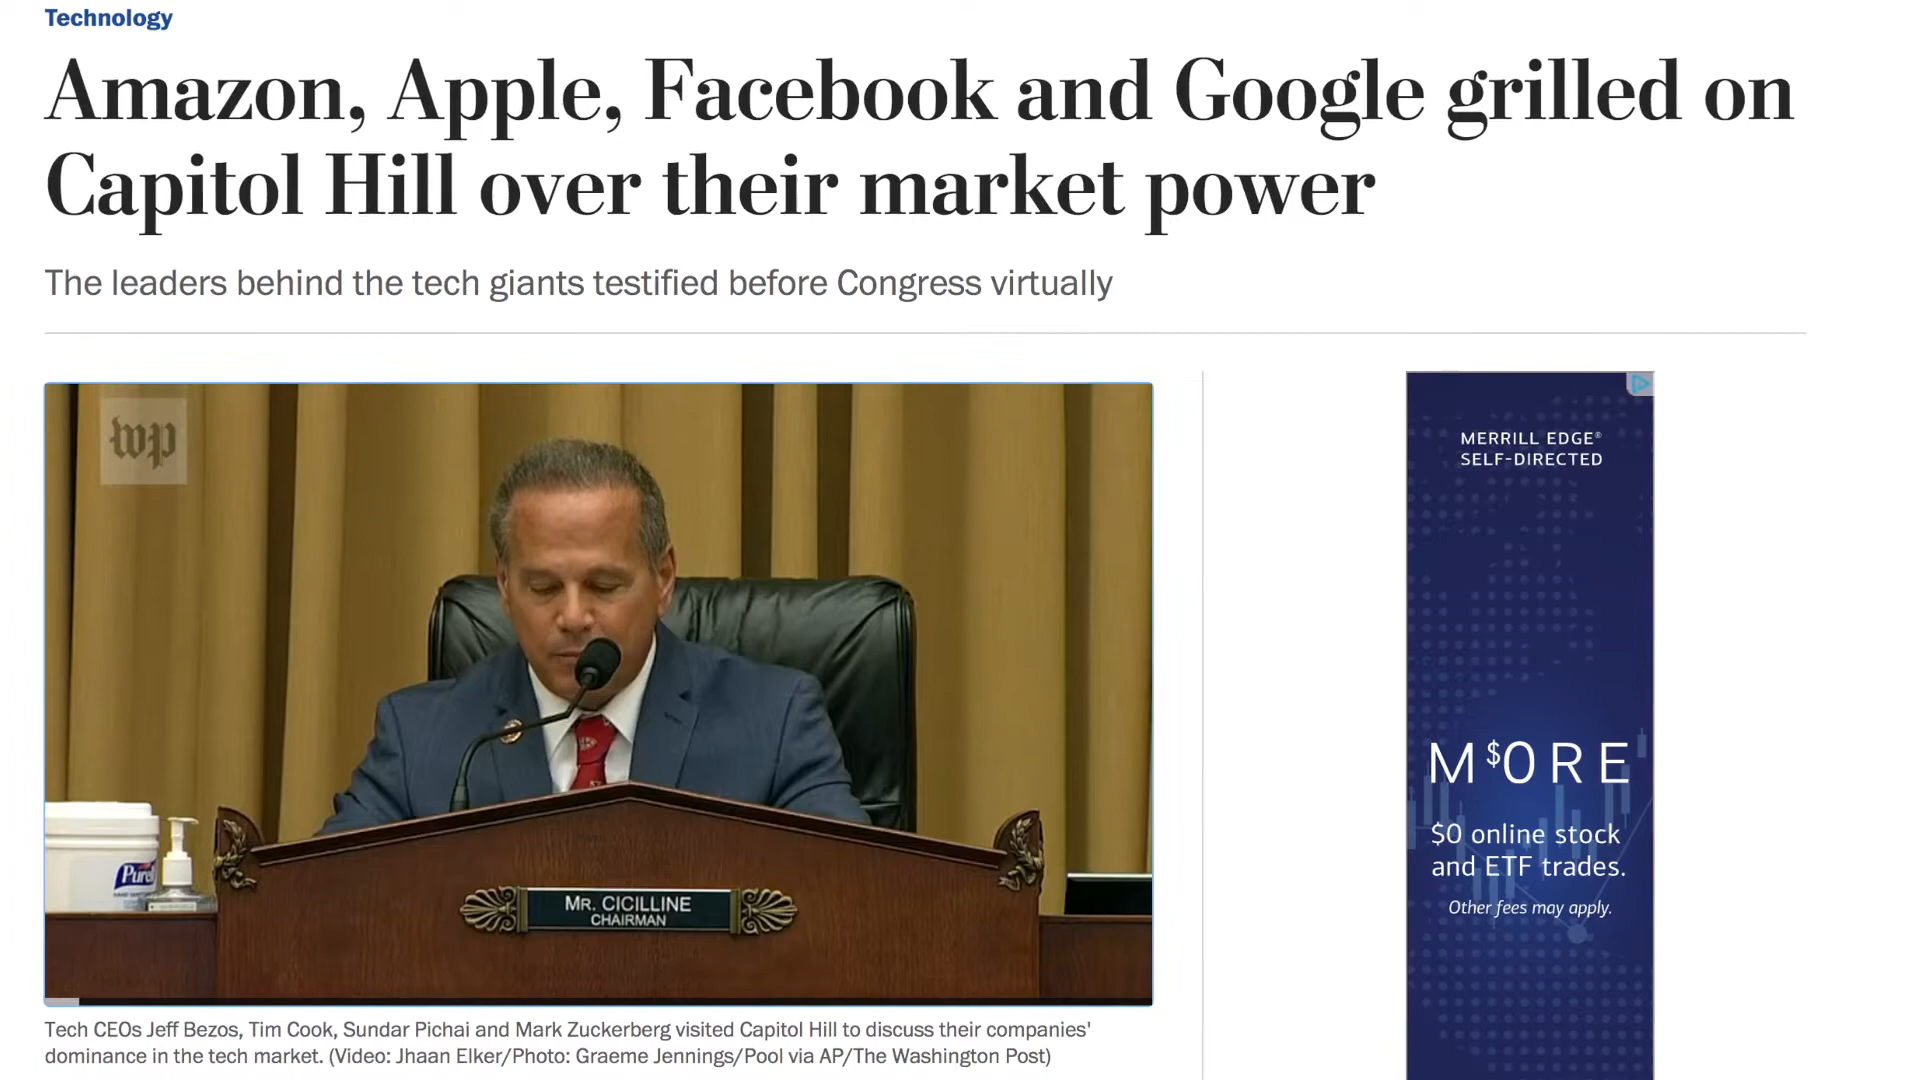 Technology
Amazon, Apple, Facebook and Google grilled on
Capitol Hill over their market power
The leaders behind the tech giants testified before Congress virtually
wp
Purell
MR. CICILLINE
CHAIRMAN
Tech CEOs Jeff Bezos, Tim Cook, Sundar Pichai and Mark Zuckerberg visited Capitol Hill to discuss their companies'
dominance in the tech market. (Video: Jhaan Elker/Photo: Graeme Jennings/Pool via AP/The Washington Post)
MERRILL EDGE®
SELF-DIRECTED
M$ORE
$0 online stock
and ETF trades.
Other fees may apply.